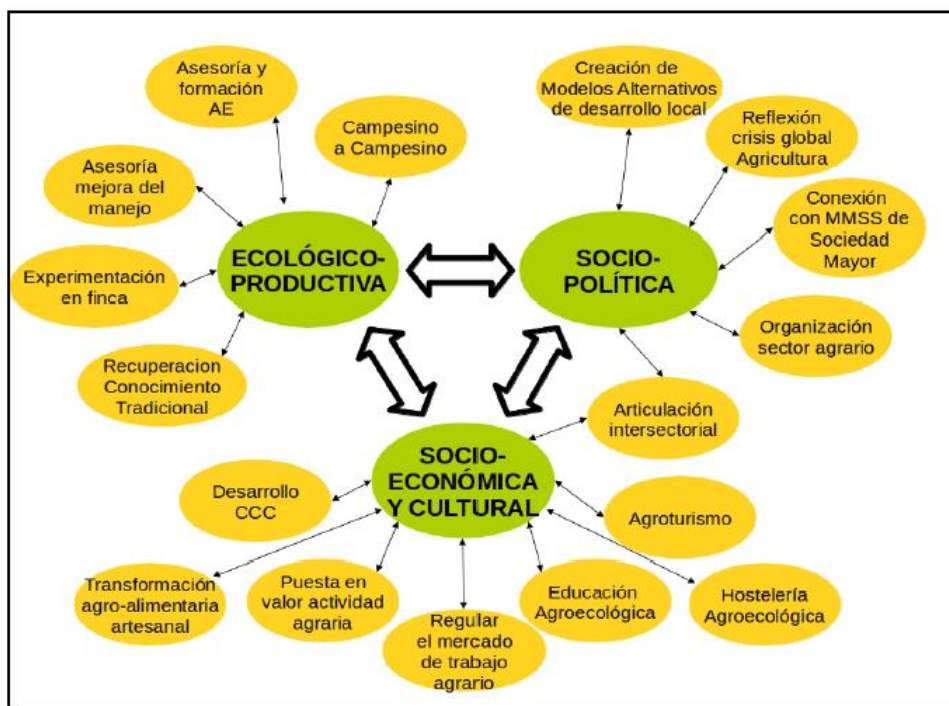 Asesoría y
formación
AE
Campesino
a Campesino
Asesoría
mejora del
manejo
Experimentación
en finca
Recuperacion
Conocimiento
Tradicional
ECOLÓGICO-
PRODUCTIVA
Creación de
Modelos Alternativos
de desarrollo local
Reflexión
crisis global
Agricultura
Conexión
con MMSS de
Sociedad
Mayor
Organización
sector agrario
SOCIO-
POLÍTICA
Articulación
intersectorial
SOCIO-
ECONÓMICA
Y CULTURAL
Desarrollo
CCC
Transformación
agro-alimentaria
artesanal
Puesta en
valor actividad
agraria
Regular
el mercado
de trabajo
agrario
Educación
Agroecológica
Agroturismo
Hostelería
Agroecológica